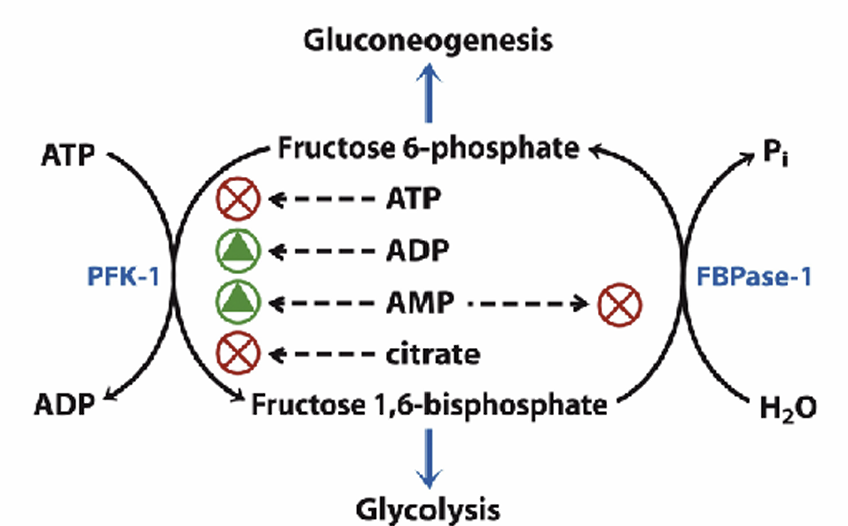 Gluconeogenesis
ATP
Fructose 6-phosphate
Pi
ATP
ADP
PFK-1
FBPase-1
AMP
citrate
ADP
Fructose 1,6-bisphosphate
H₂O
Glycolysis